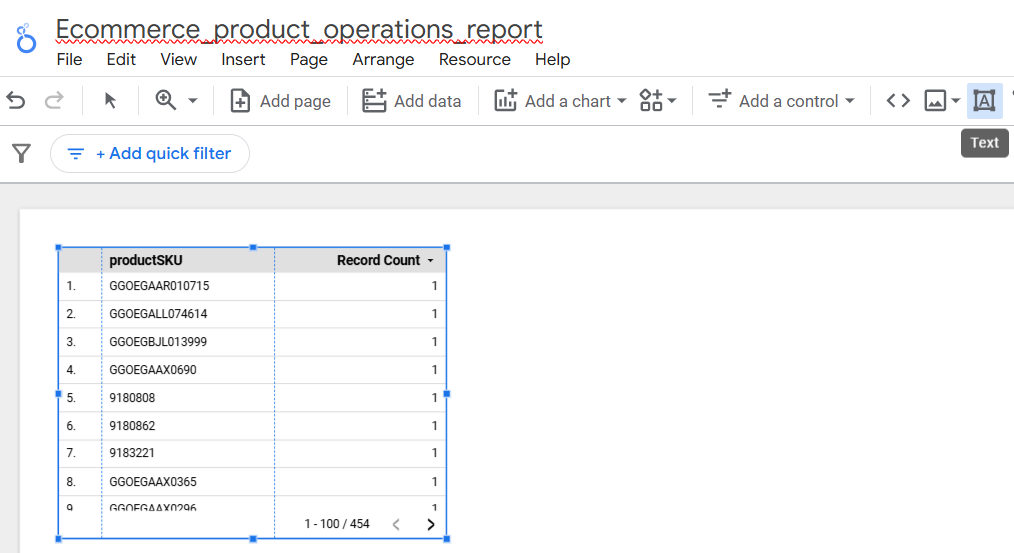 Ecommerce_product_operations_report
File Edit View Insert Page Arrange Resource Help
Add page Add data Add a chart Add a control
+ Add quick filter
Text
productSKU Record Count
1. GGOEGAAR010715 1
2. GGOEGALL074614 1
3. GGOEGBJL013999 1
4. GGOEGAAX0690 1
5. 9180808 1
6. 9180862 1
7. 9183221 1
8. GGOEGAAX0365 1
9. GGOEGAAX0296 1
1 - 100 / 454